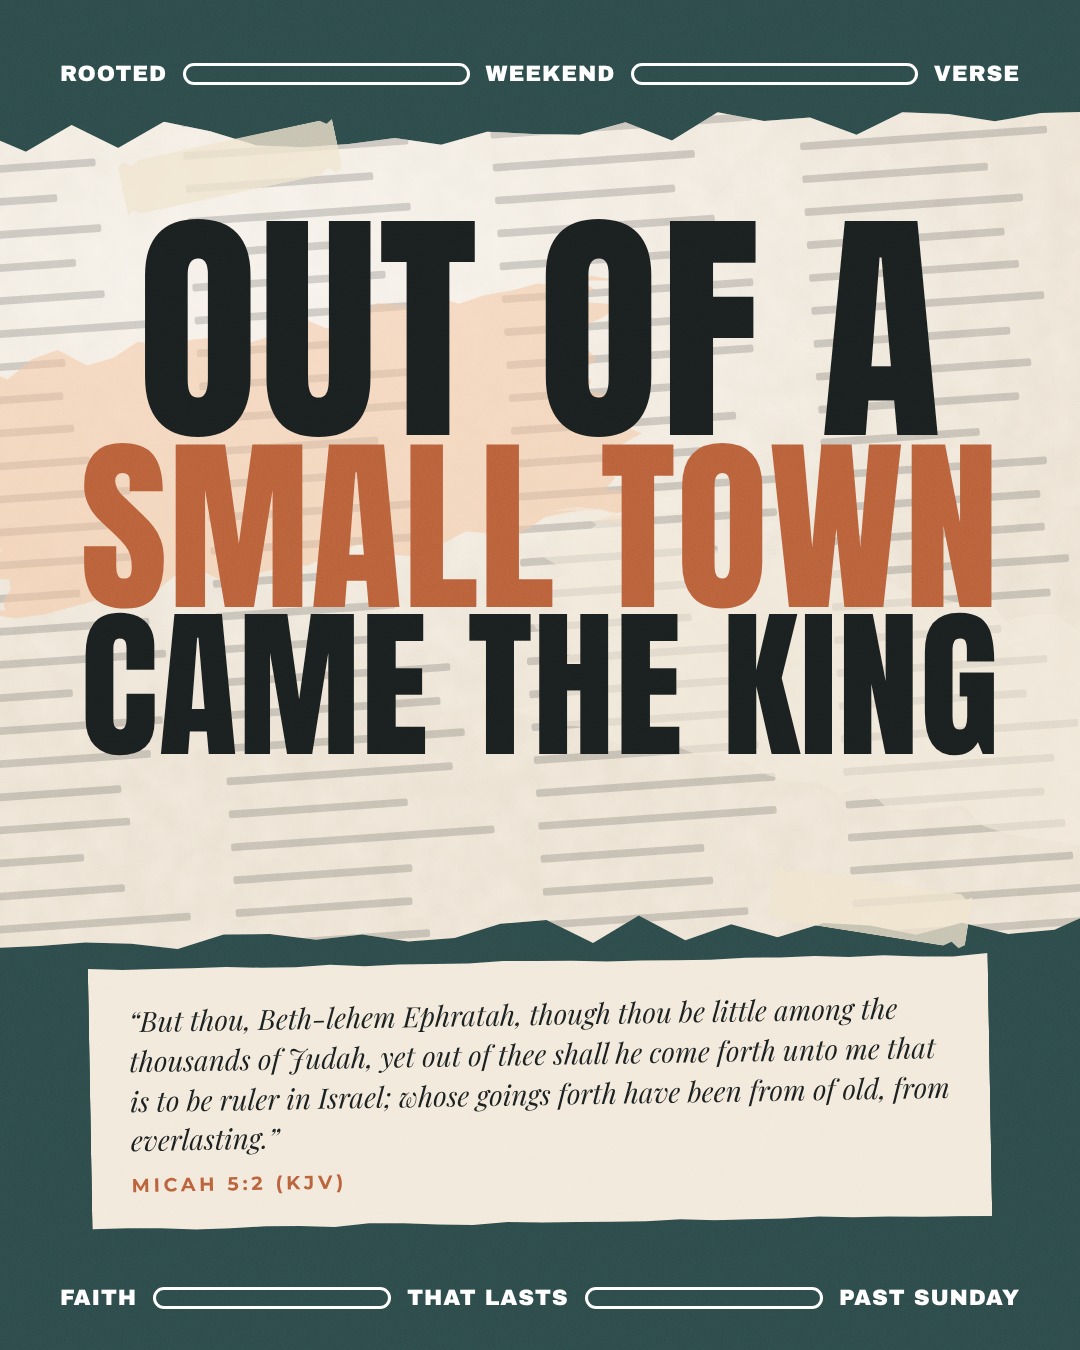 ROOTED WEEKEND VERSE
OUT OF A
SMALL TOWN
CAME THE KING
“But thou, Beth-lehem Ephratah, though thou be little among the
thousands of Judah, yet out of thee shall he come forth unto me that
is to be ruler in Israel; whose goings forth have been from of old, from
everlasting.”
MICAH 5:2 (KJV)
FAITH THAT LASTS PAST SUNDAY